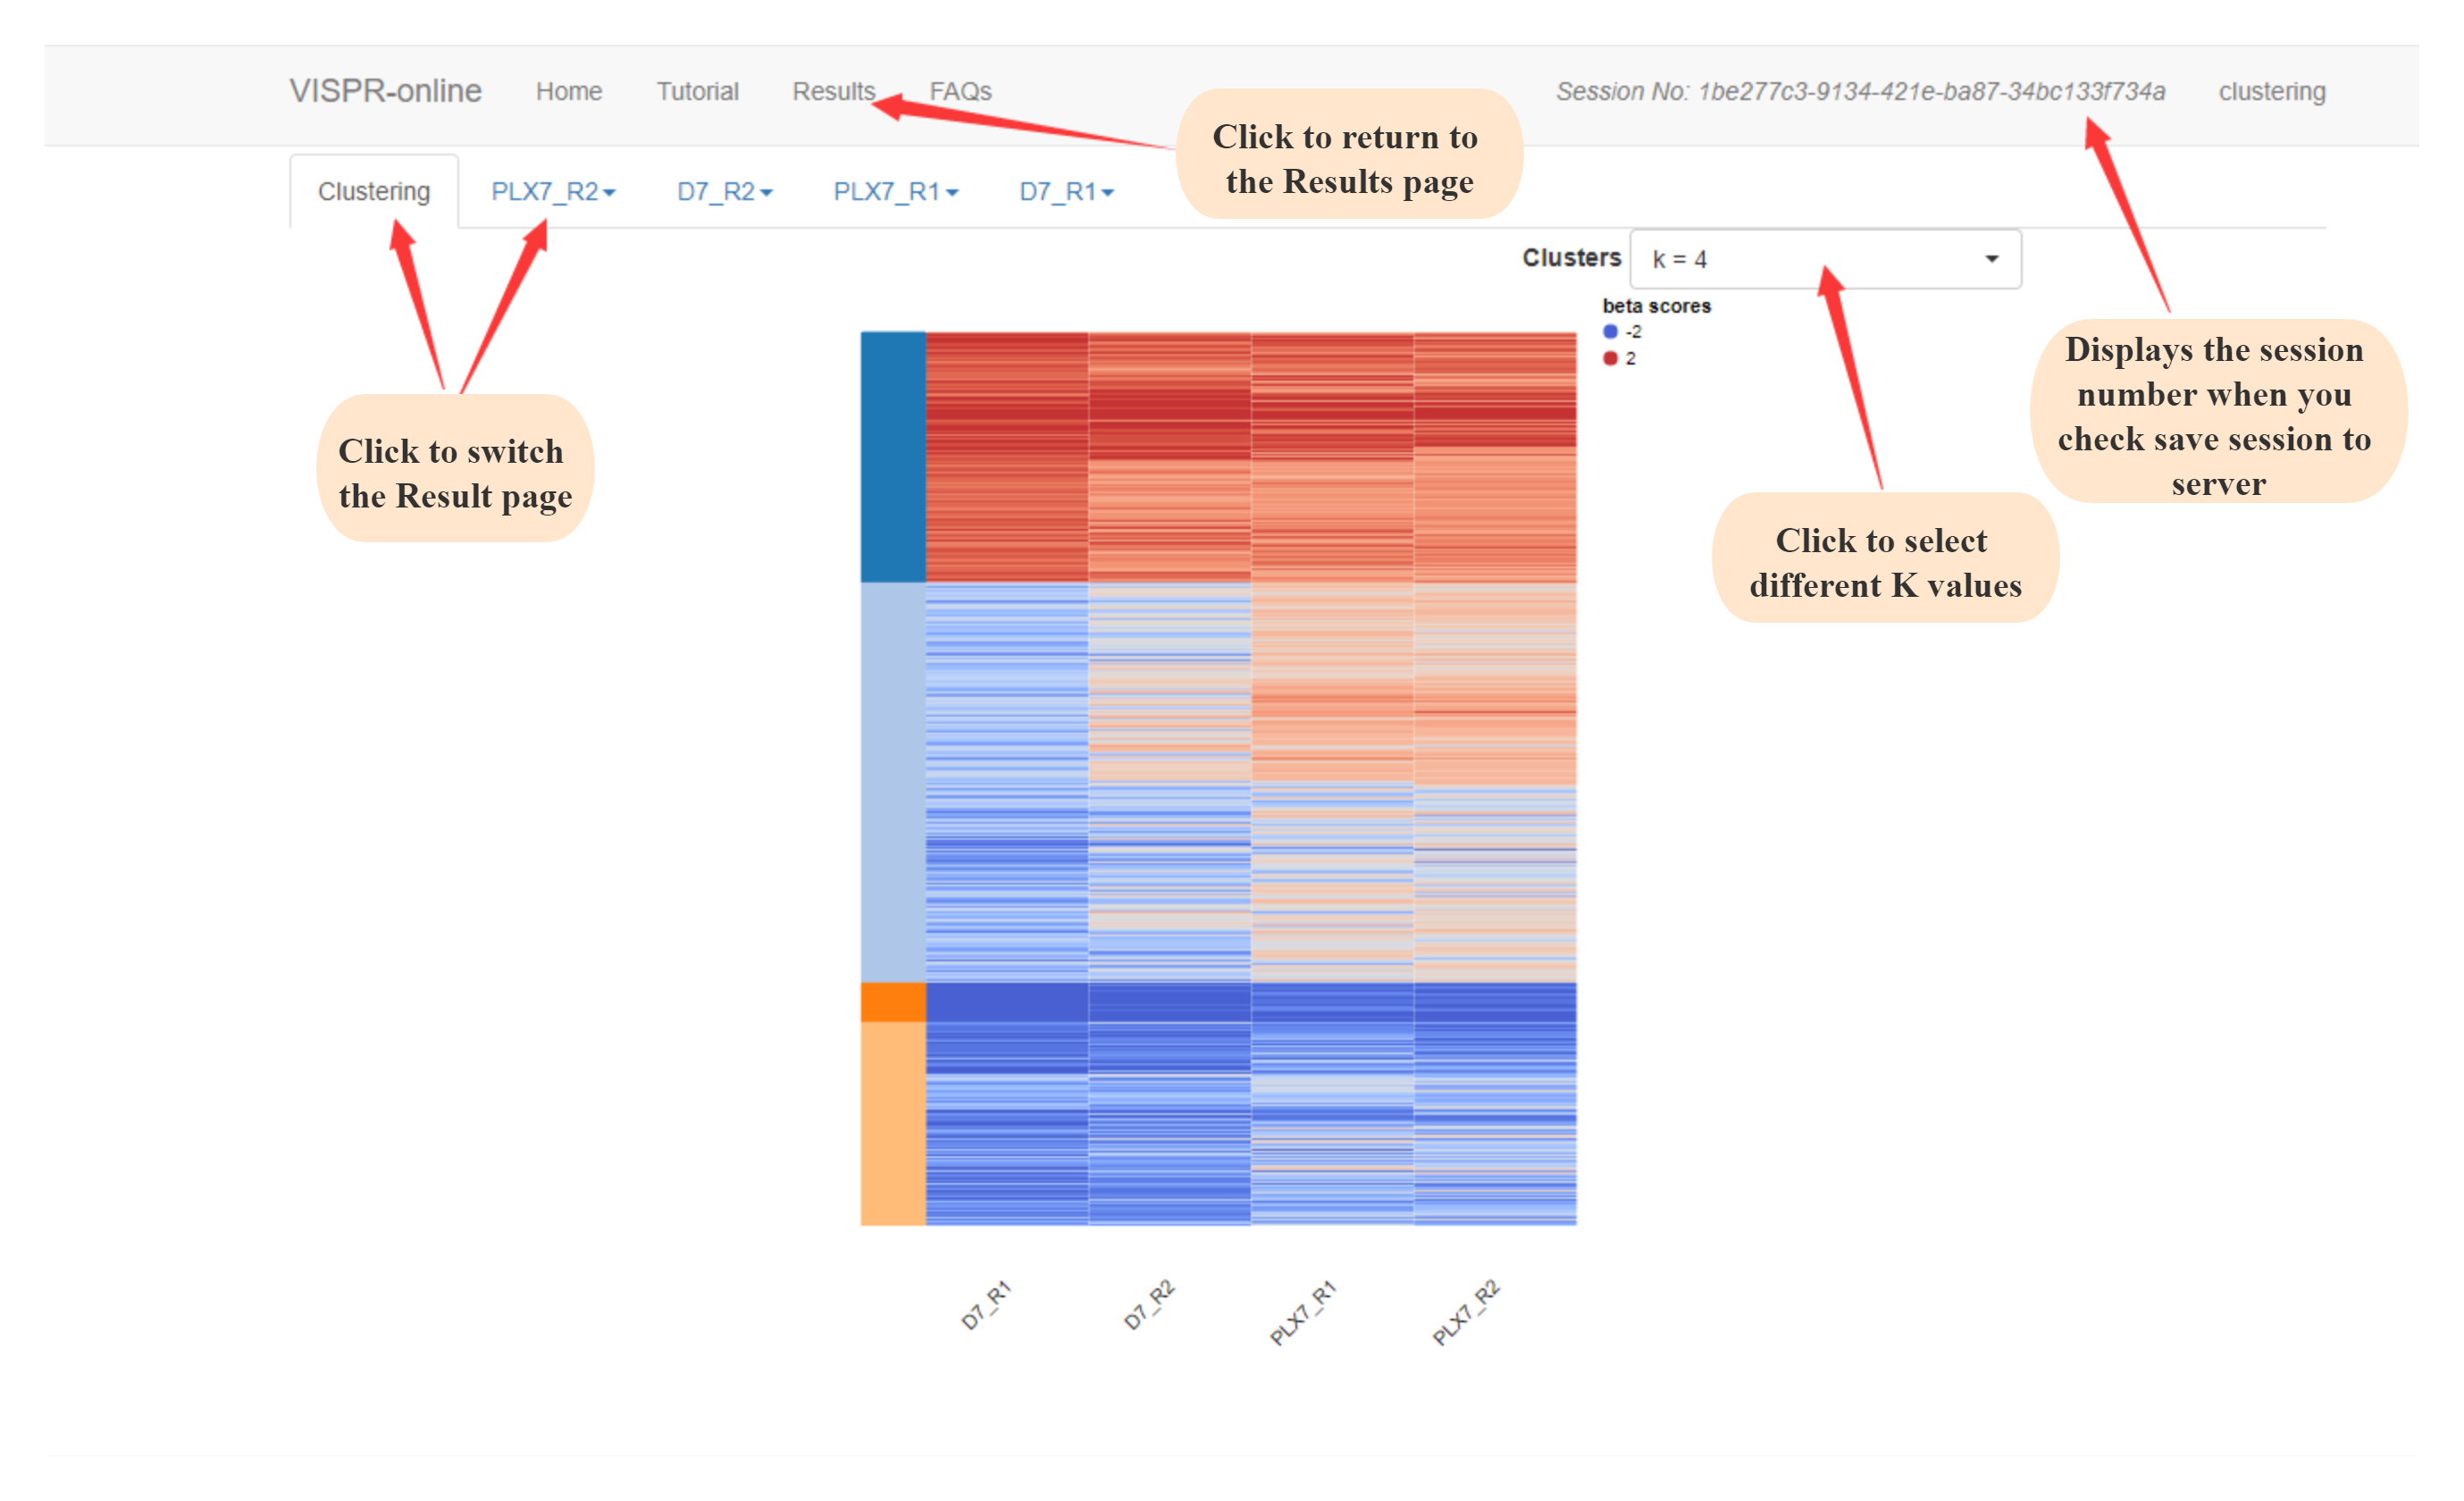 VISPR-online Home Tutorial Results FAQs Session No: 1be277c3-9134-421e-ba87-34bc133f734a clustering
Click to return to
the Results page
Clustering PLX7_R2 D7_R2 PLX7_R1 D7_R1
Clusters k = 4
beta scores
-2
2
Displays the session
number when you
check save session to
server
Click to switch
the Result page
Click to select
different K values
D7_R1 D7_R2 PLX7_R1 PLX7_R2